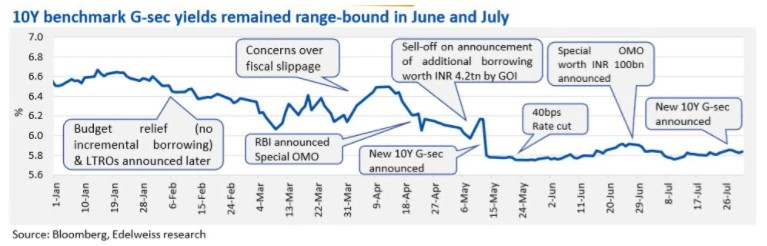 10Y benchmark G-sec yields remained range-bound in June and July
7.0
6.8
6.6
6.4
6.2
6.0
5.8
5.6
%
Concerns over
fiscal slippage
Sell-off on announcement
of additional borrowing
worth INR 4.2tn by GOI
Special OMO
worth INR 100bn
announced
New 10Y G-sec
announced
40bps
Rate cut
Budget relief (no
incremental borrowing)
& LTROs announced later
RBI announced
Special OMO
New 10Y G-sec
announced
1-Jan
10-Jan
19-Jan
28-Jan
6-Feb
15-Feb
24-Feb
4-Mar
13-Mar
22-Mar
31-Mar
9-Apr
18-Apr
27-Apr
6-May
15-May
24-May
2-Jun
11-Jun
20-Jun
29-Jun
8-Jul
17-Jul
26-Jul
Source: Bloomberg, Edelweiss research